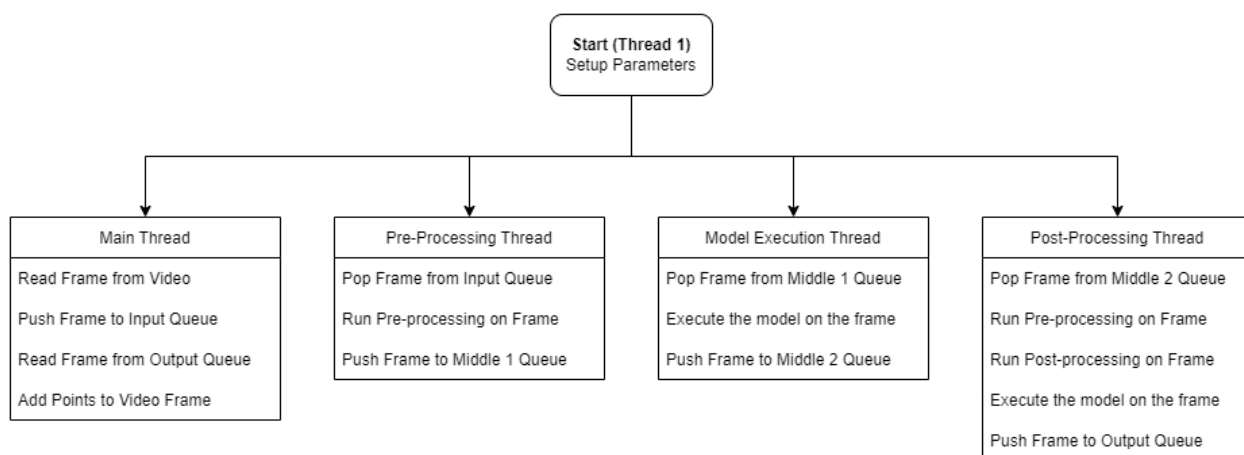 Start (Thread 1)
Setup Parameters
Main Thread
Read Frame from Video
Push Frame to Input Queue
Read Frame from Output Queue
Add Points to Video Frame
Pre-Processing Thread
Pop Frame from Input Queue
Run Pre-processing on Frame
Push Frame to Middle 1 Queue
Model Execution Thread
Pop Frame from Middle 1 Queue
Execute the model on the frame
Push Frame to Middle 2 Queue
Post-Processing Thread
Pop Frame from Middle 2 Queue
Run Pre-processing on Frame
Run Post-processing on Frame
Execute the model on the frame
Push Frame to Output Queue